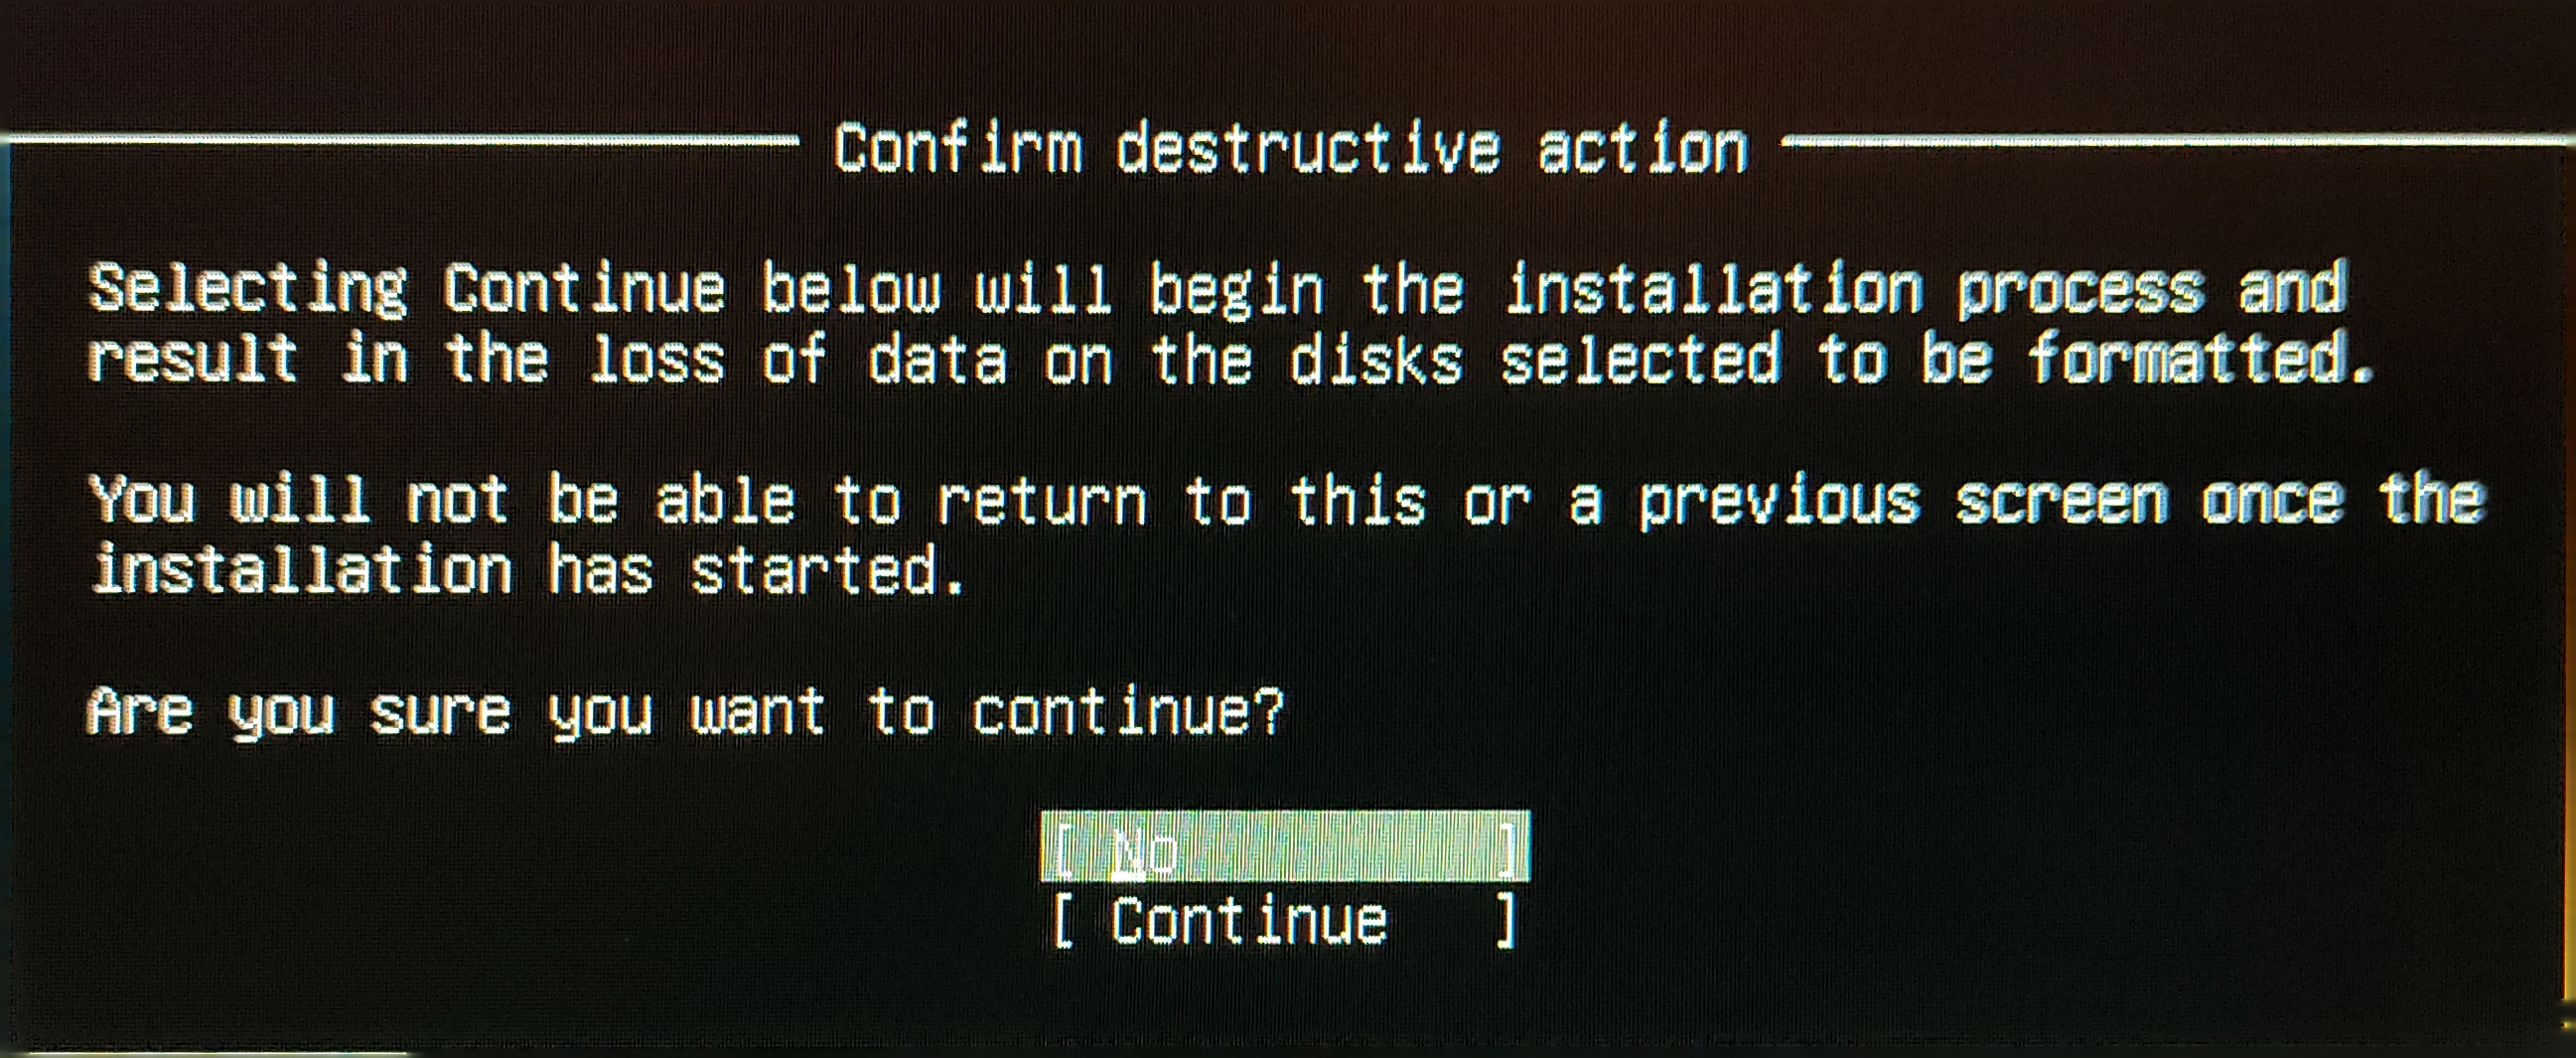 Confirm destructive action
Selecting Continue below will begin the installation process and
result in the loss of data on the disks selected to be formatted.
You will not be able to return to this or a previous screen once the
installation has started.
Are you sure you want to continue?
[ No ]
[ Continue ]